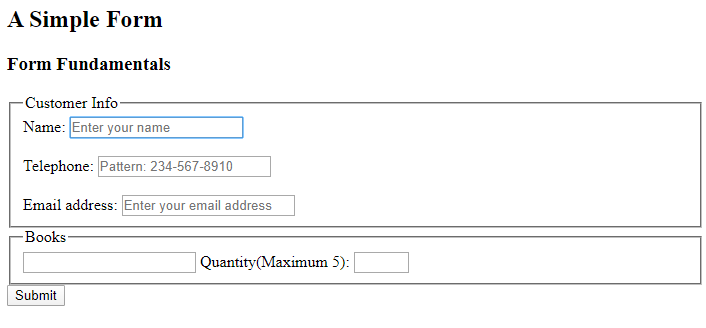 A Simple Form
Form Fundamentals
Customer Info
Name: Enter your name
Telephone: Pattern: 234-567-8910
Email address: Enter your email address
Books
Quantity(Maximum 5):
Submit